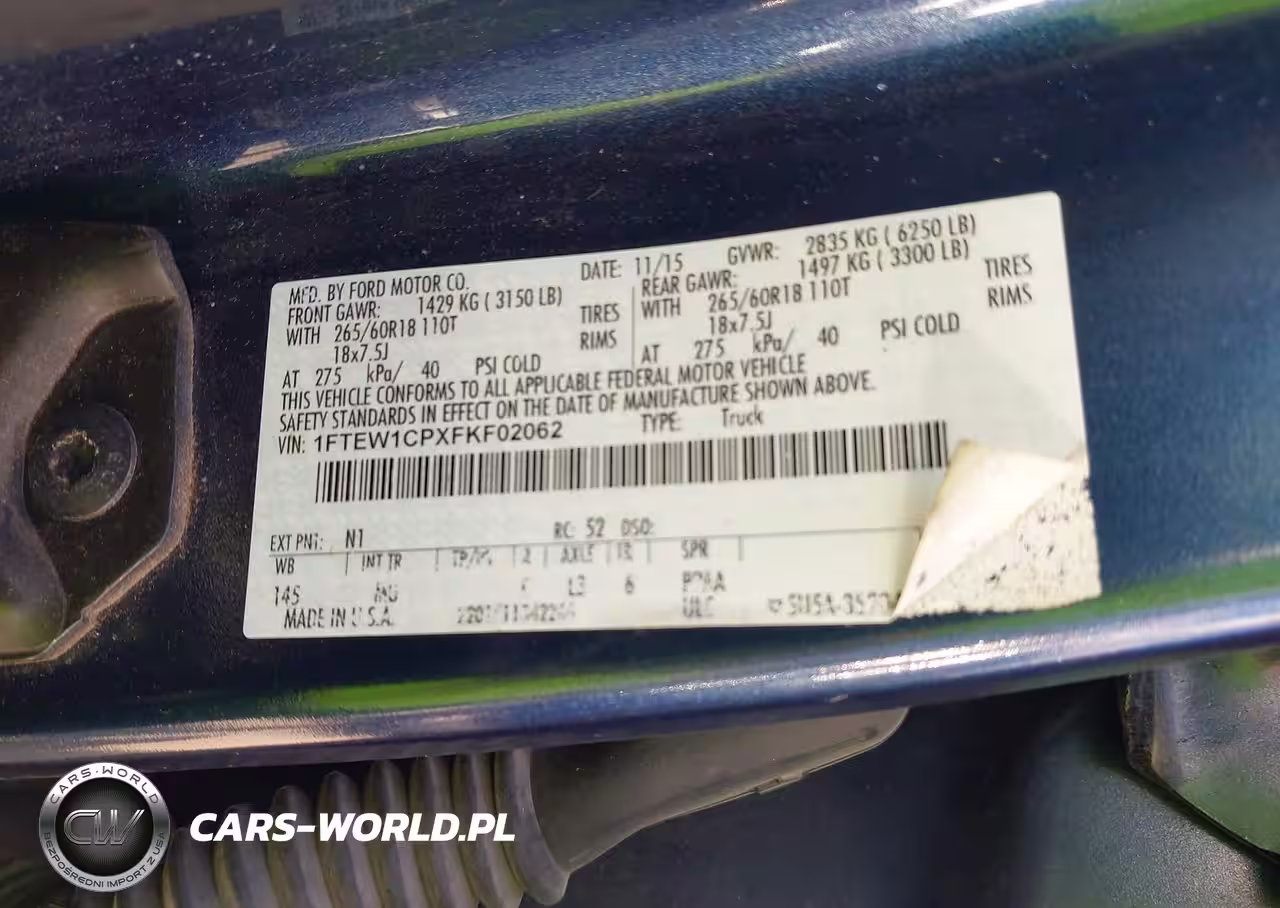 MFD. BY FORD MOTOR CO. DATE: 11/15 GVWR: 2835 KG ( 6250 LB)
FRONT GAWR: 1429 KG ( 3150 LB) REAR GAWR: 1497 KG ( 3300 LB)
WITH 265/60R18 110T TIRES WITH 265/60R18 110T TIRES
18x7.5J RIMS 18x7.5J RIMS
AT 275 kPa/ 40 PSI COLD AT 275 kPa/ 40 PSI COLD
THIS VEHICLE CONFORMS TO ALL APPLICABLE FEDERAL MOTOR VEHICLE
SAFETY STANDARDS IN EFFECT ON THE DATE OF MANUFACTURE SHOWN ABOVE.
VIN: 1FTEW1CPXFKF02062 TYPE: Truck
EXT PNT: N1 RC: 52 DSO:
WB INT TR AXLE SPR
145 L3 6
MADE IN U.S.A.
CARS-WORLD
CW
BEZPOŚREDNI IMPORT Z USA
CARS-WORLD.PL